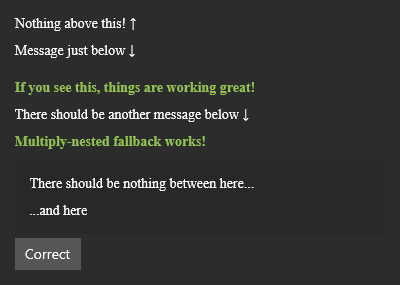 Nothing above this! ↑
Message just below ↓
If you see this, things are working great!
There should be another message below ↓
Multiply-nested fallback works!
There should be nothing between here...
...and here
Correct